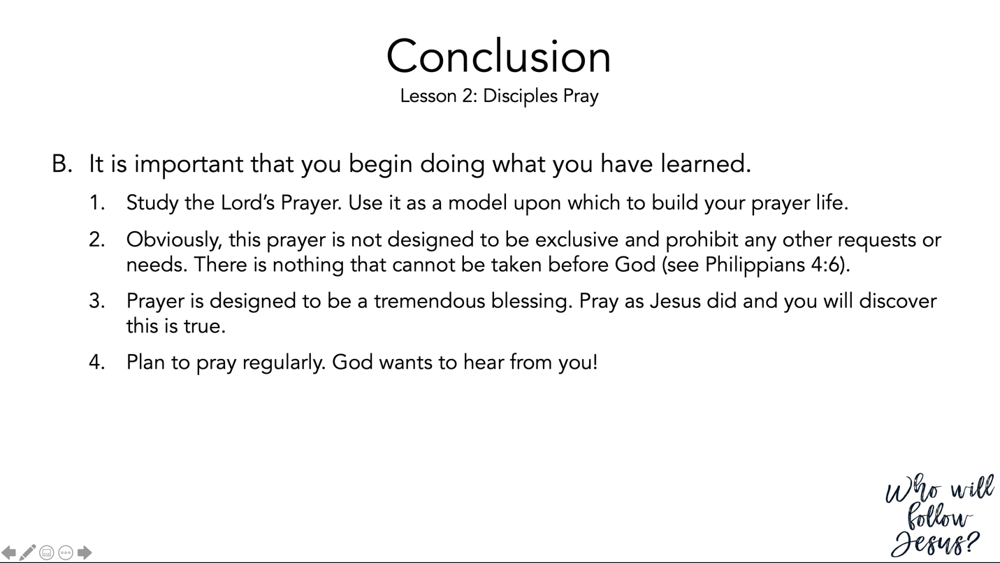 Conclusion
Lesson 2: Disciples Pray
B. It is important that you begin doing what you have learned.
1. Study the Lord’s Prayer. Use it as a model upon which to build your prayer life.
2. Obviously, this prayer is not designed to be exclusive and prohibit any other requests or
needs. There is nothing that cannot be taken before God (see Philippians 4:6).
3. Prayer is designed to be a tremendous blessing. Pray as Jesus did and you will discover
this is true.
4. Plan to pray regularly. God wants to hear from you!
Who will
follow
Jesus?